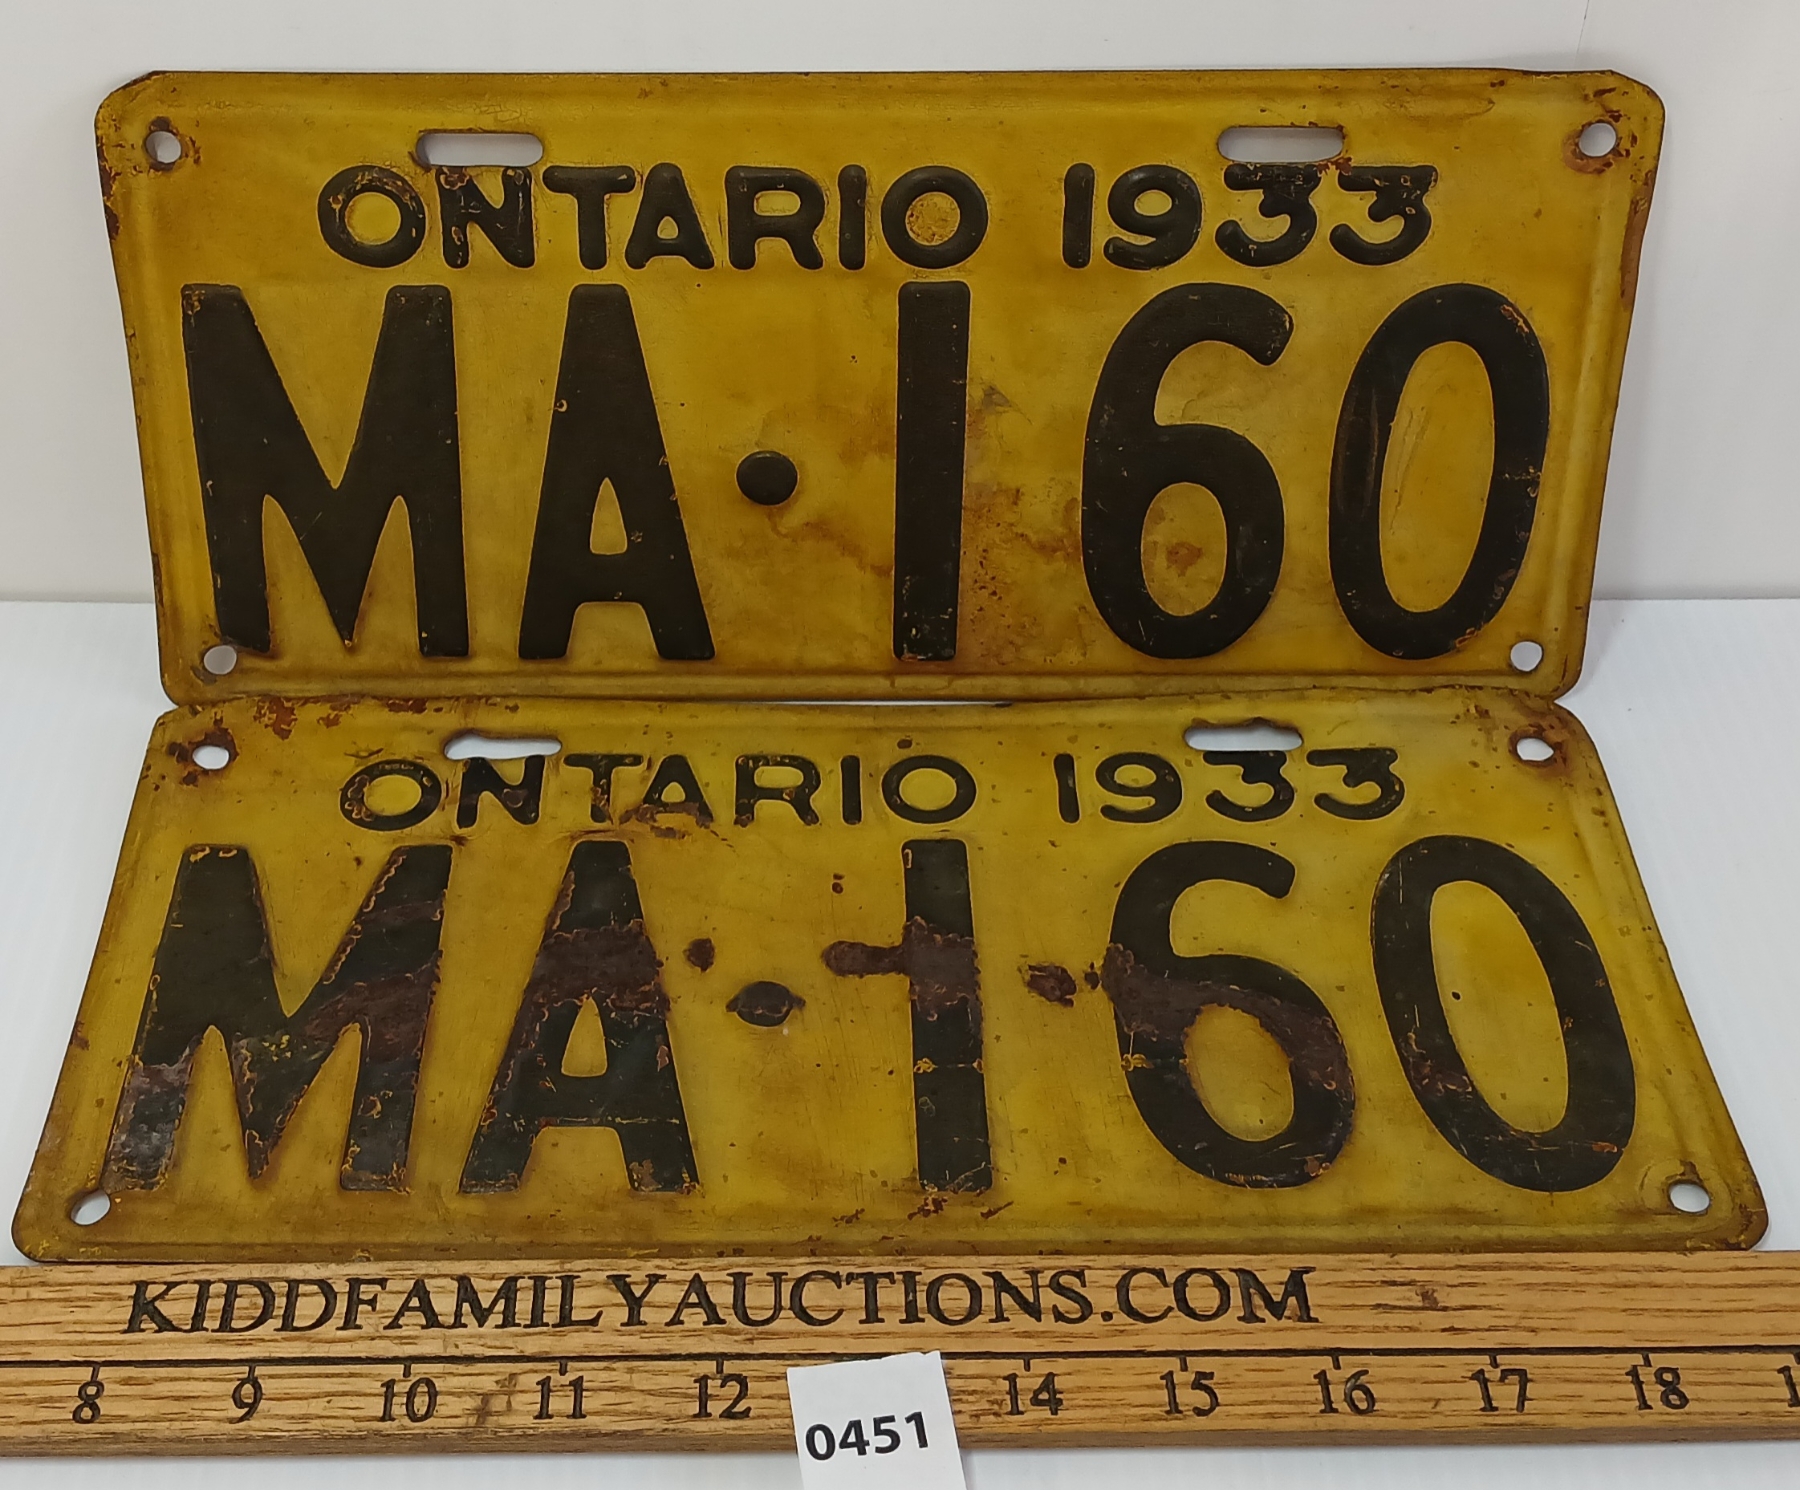 ONTARIO 1933
MA·160
ONTARIO 1933
MA·160
KIDDFAMILYAUCTIONS.COM
8 9 10 11 12 14 15 16 17 18
0451